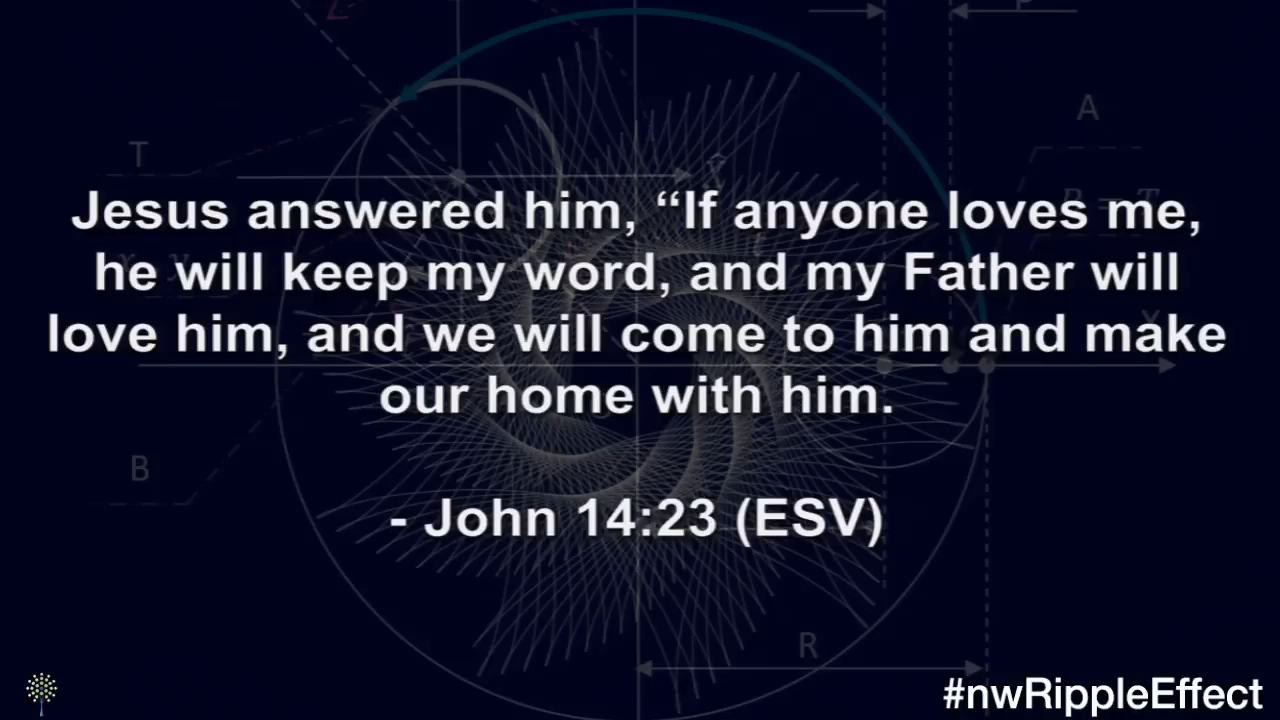 T
A
Jesus answered him, “If anyone loves me,
he will keep my word, and my Father will
love him, and we will come to him and make
our home with him.
B
- John 14:23 (ESV)
R
#nwRippleEffect